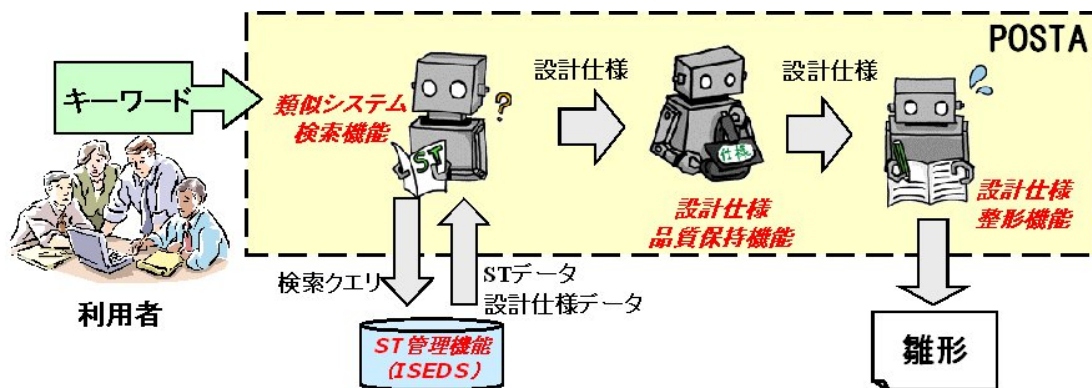 POSTA
キーワード
類似システム
検索機能
?
ST
設計仕様
仕様
設計仕様
品質保持機能
設計仕様
設計仕様
整形機能
利用者
検索クエリ
STデータ
設計仕様データ
ST管理機能
(ISEDS)
雛形